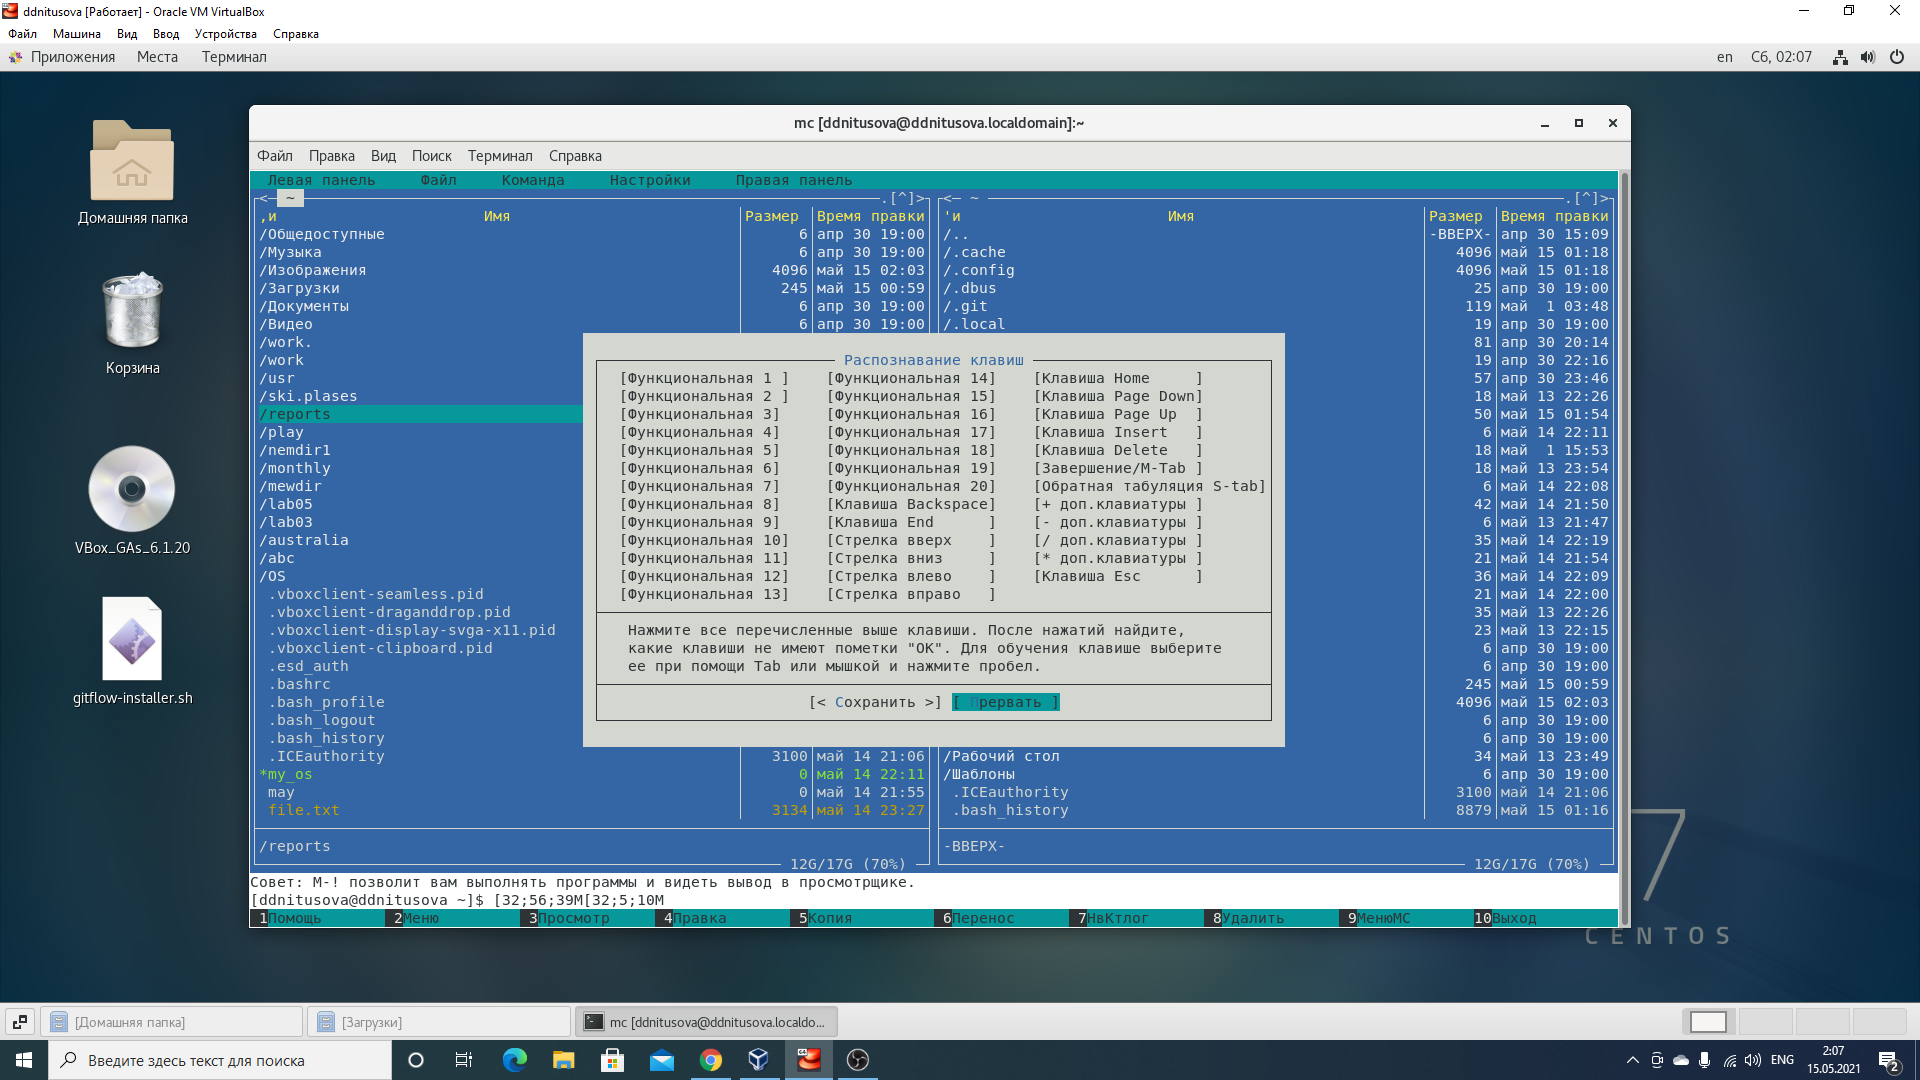 ddnitusova [Работает] - Oracle VM VirtualBox
Файл Машина Вид Ввод Устройства Справка
Приложения Места Терминал en Сб, 02:07
Домашняя папка
Корзина
VBox_GAs_6.1.20
gitflow-installer.sh
mc [ddnitusova@ddnitusova.localdomain]:~
Файл Правка Вид Поиск Терминал Справка
Левая панель Файл Команда Настройки Правая панель
<─ ~ .[^]> <─ ~ .[^]>
,и Имя Размер Время правки 'и Имя Размер Время правки
/Общедоступные 6 апр 30 19:00 /.. -ВВЕРХ- апр 30 15:09
/Музыка 6 апр 30 19:00 /.cache 4096 май 15 01:18
/Изображения 4096 май 15 02:03 /.config 4096 май 15 01:18
/Загрузки 245 май 15 00:59 /.dbus 25 апр 30 19:00
/Документы 6 апр 30 19:00 /.git 119 май 1 03:48
/Видео 6 апр 30 19:00 /.local 19 апр 30 19:00
/work. 81 апр 30 20:14
/work 19 апр 30 22:16
/usr 57 апр 30 23:46
/ski.plases 18 май 13 22:26
/reports 50 май 15 01:54
/play 6 май 14 22:11
/nemdir1 18 май 1 15:53
/monthly 18 май 13 23:54
/mewdir 6 май 14 22:08
/lab05 42 май 14 21:50
/lab03 6 май 13 21:47
/australia 35 май 14 22:19
/abc 21 май 14 21:54
/OS 36 май 14 22:09
.vboxclient-seamless.pid 21 май 14 22:00
.vboxclient-draganddrop.pid 35 май 13 22:26
.vboxclient-display-svga-x11.pid 23 май 13 22:15
.vboxclient-clipboard.pid 6 апр 30 19:00
.esd_auth 6 апр 30 19:00
.bashrc 245 май 15 00:59
.bash_profile 4096 май 15 02:03
.bash_logout 6 апр 30 19:00
.bash_history 6 апр 30 19:00
.ICEauthority 3100 май 14 21:06 /Рабочий стол 34 май 13 23:49
*my_os 0 май 14 22:11 /Шаблоны 6 апр 30 19:00
may 0 май 14 21:55 .ICEauthority 3100 май 14 21:06
file.txt 3134 май 14 23:27 .bash_history 8879 май 15 01:16
/reports -ВВЕРХ-
12G/17G (70%) 12G/17G (70%)
Распознавание клавиш
[Функциональная 1 ] [Функциональная 14] [Клавиша Home ]
[Функциональная 2 ] [Функциональная 15] [Клавиша Page Down]
[Функциональная 3] [Функциональная 16] [Клавиша Page Up ]
[Функциональная 4] [Функциональная 17] [Клавиша Insert ]
[Функциональная 5] [Функциональная 18] [Клавиша Delete ]
[Функциональная 6] [Функциональная 19] [Завершение/M-Tab ]
[Функциональная 7] [Функциональная 20] [Обратная табуляция S-tab]
[Функциональная 8] [Клавиша Backspace] [+ доп.клавиатуры ]
[Функциональная 9] [Клавиша End ] [- доп.клавиатуры ]
[Функциональная 10] [Стрелка вверх ] [/ доп.клавиатуры ]
[Функциональная 11] [Стрелка вниз ] [* доп.клавиатуры ]
[Функциональная 12] [Стрелка влево ] [Клавиша Esc ]
[Функциональная 13] [Стрелка вправо ]
Нажмите все перечисленные выше клавиши. После нажатий найдите,
какие клавиши не имеют пометки "OK". Для обучения клавише выберите
ее при помощи Tab или мышкой и нажмите пробел.
[< Сохранить >] [ Прервать ]
Совет: M-! позволит вам выполнять программы и видеть вывод в просмотрщике.
[ddnitusova@ddnitusova ~]$ [32;56;39M[32;5;10M
1Помощь 2Меню 3Просмотр 4Правка 5Копия 6Перенос 7НвКтлог 8Удалить 9МенюМС 10Выход
7
CENTOS
[Домашняя папка] [Загрузки] mc [ddnitusova@ddnitusova.localdo...
Введите здесь текст для поиска ENG 2:07
15.05.2021
2